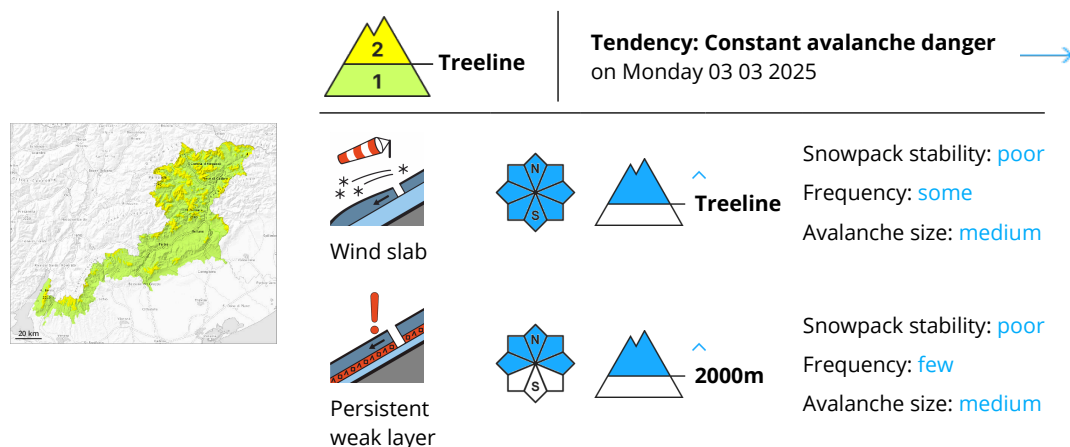 2
1
Treeline
Tendency: Constant avalanche danger
on Monday 03 03 2025
20 km
Wind slab
N
S
Treeline
Snowpack stability: poor
Frequency: some
Avalanche size: medium
Persistent
weak layer
N
S
2000m
Snowpack stability: poor
Frequency: few
Avalanche size: medium